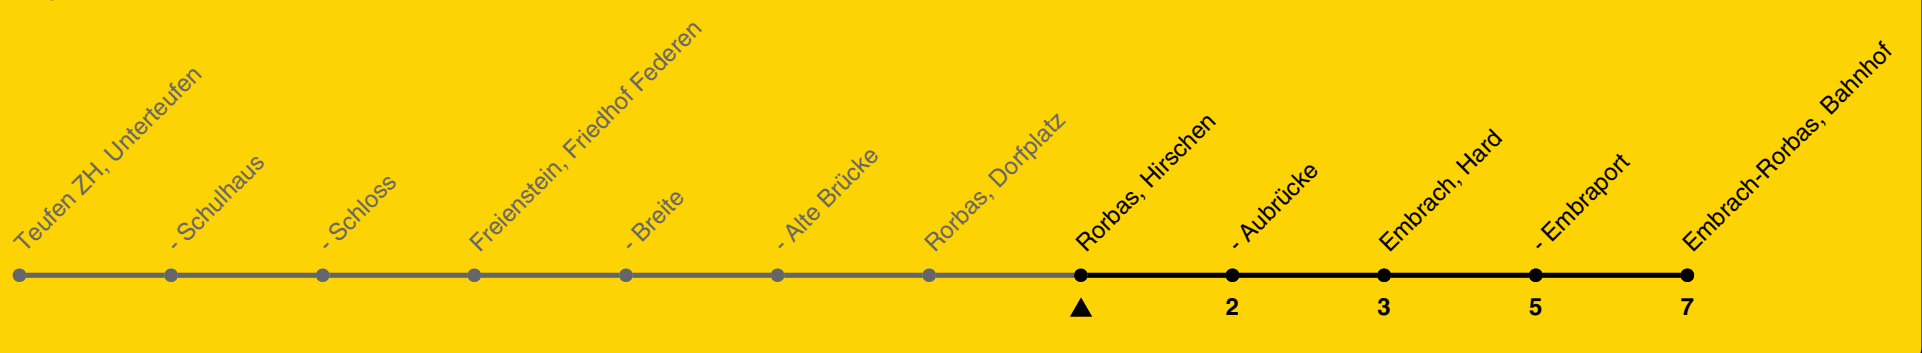 Teufen ZH, Unterteufen
- Schulhaus
- Schloss
Freienstein, Friedhof Federen
- Breite
- Alte Brücke
Rorbas, Dorfplatz
Rorbas, Hirschen
- Aubrücke
Embrach, Hard
- Embraport
Embrach-Rorbas, Bahnhof
2
3
5
7